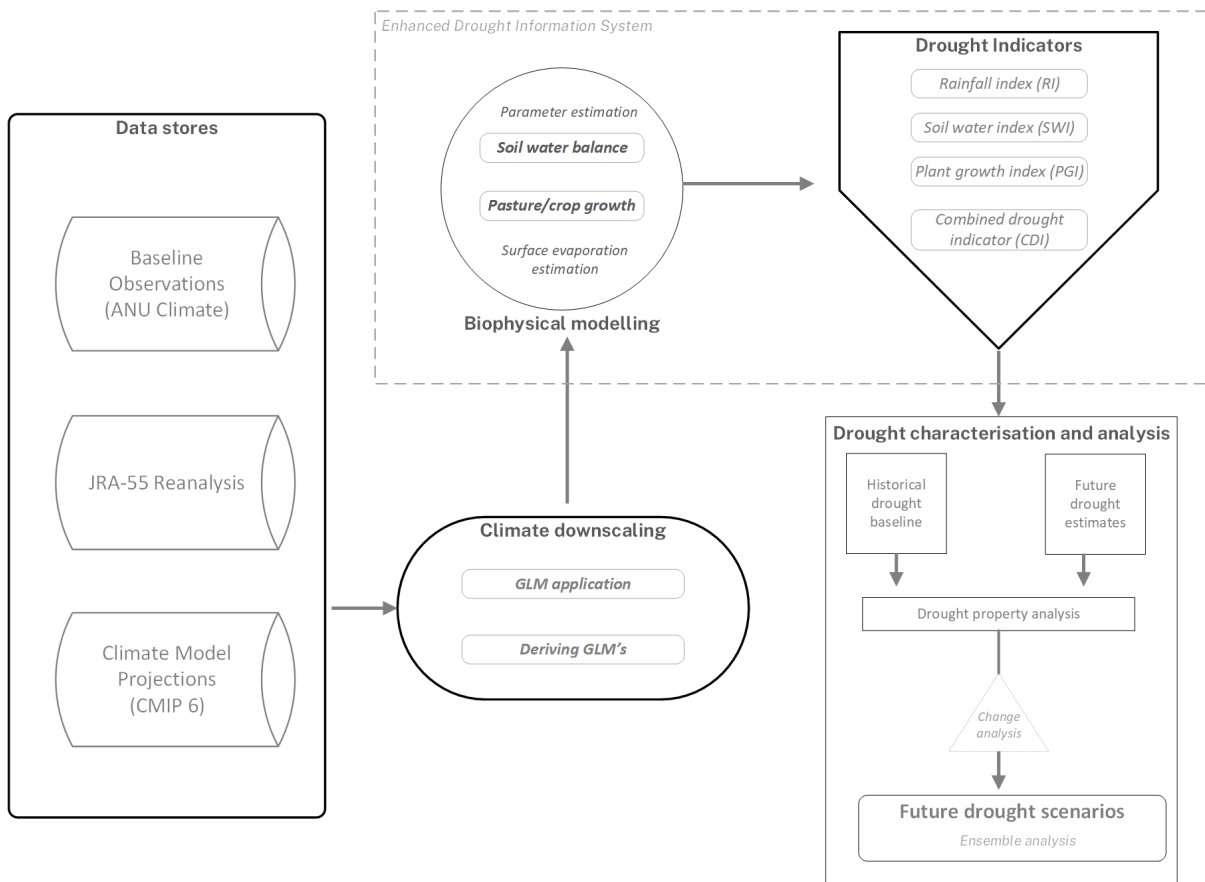 Enhanced Drought Information System
Data stores
Baseline
Observations
(ANU Climate)
JRA-55 Reanalysis
Climate Model
Projections
(CMIP 6)
Climate downscaling
GLM application
Deriving GLM's
Parameter estimation
Soil water balance
Pasture/crop growth
Surface evaporation
estimation
Biophysical modelling
Drought Indicators
Rainfall index (RI)
Soil water index (SWI)
Plant growth index (PGI)
Combined drought
indicator (CDI)
Drought characterisation and analysis
Historical
drought
baseline
Future
drought
estimates
Drought property analysis
Change
analysis
Future drought scenarios
Ensemble analysis